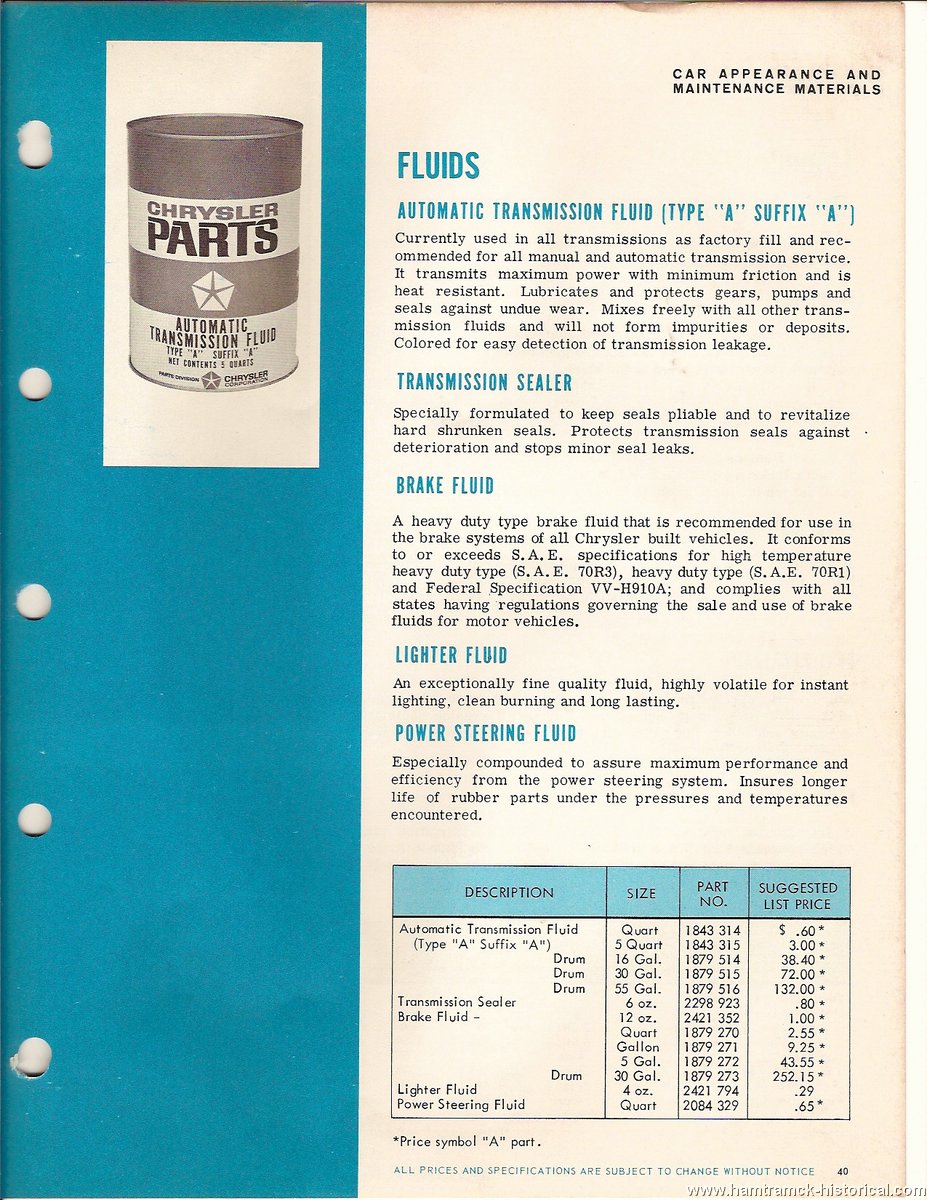 CAR APPEARANCE AND
MAINTENANCE MATERIALS
CHRYSLER
PARTS
AUTOMATIC
TRANSMISSION FLUID
TYPE "A" SUFFIX "A"
NET CONTENTS 5 QUARTS
PARTS DIVISION CHRYSLER
CORPORATION
FLUIDS
AUTOMATIC TRANSMISSION FLUID (TYPE "A" SUFFIX "A")
Currently used in all transmissions as factory fill and rec-
ommended for all manual and automatic transmission service.
It transmits maximum power with minimum friction and is
heat resistant. Lubricates and protects gears, pumps and
seals against undue wear. Mixes freely with all other trans-
mission fluids and will not form impurities or deposits.
Colored for easy detection of transmission leakage.
TRANSMISSION SEALER
Specially formulated to keep seals pliable and to revitalize
hard shrunken seals. Protects transmission seals against
deterioration and stops minor seal leaks.
BRAKE FLUID
A heavy duty type brake fluid that is recommended for use in
the brake systems of all Chrysler built vehicles. It conforms
to or exceeds S.A.E. specifications for high temperature
heavy duty type (S.A.E. 70R3), heavy duty type (S.A.E. 70R1)
and Federal Specification VV-H910A; and complies with all
states having regulations governing the sale and use of brake
fluids for motor vehicles.
LIGHTER FLUID
An exceptionally fine quality fluid, highly volatile for instant
lighting, clean burning and long lasting.
POWER STEERING FLUID
Especially compounded to assure maximum performance and
efficiency from the power steering system. Insures longer
life of rubber parts under the pressures and temperatures
encountered.
DESCRIPTION SIZE PART NO. SUGGESTED LIST PRICE
Automatic Transmission Fluid Quart 1843 314 $ .60*
(Type "A" Suffix "A") 5 Quart 1843 315 3.00*
Drum 16 Gal. 1879 514 38.40*
Drum 30 Gal. 1879 515 72.00*
Drum 55 Gal. 1879 516 132.00*
Transmission Sealer 6 oz. 2298 923 .80*
Brake Fluid - 12 oz. 2421 352 1.00*
Quart 1879 270 2.55*
Gallon 1879 271 9.25*
5 Gal. 1879 272 43.55*
Drum 30 Gal. 1879 273 252.15*
Lighter Fluid 4 oz. 2421 794 .29
Power Steering Fluid Quart 2084 329 .65*
*Price symbol "A" part.
ALL PRICES AND SPECIFICATIONS ARE SUBJECT TO CHANGE WITHOUT NOTICE 40
www.hamtramck-historical.com